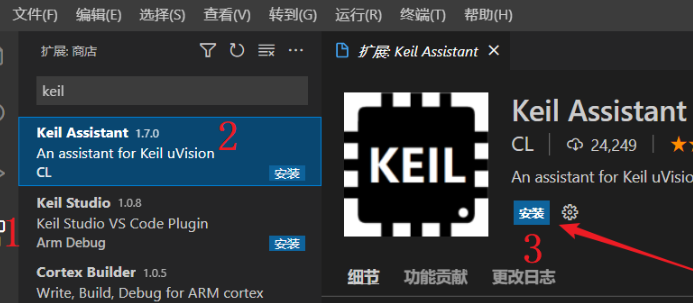 文件(F) 编辑(E) 选择(S) 查看(V) 转到(G) 运行(R) 终端(T) 帮助(H)
扩展: 商店
keil
Keil Assistant 1.7.0
2
An assistant for Keil uVision
CL 安装
Keil Studio 1.0.8
Keil Studio VS Code Plugin
1
Arm Debug 安装
Cortex Builder 1.0.5
Write, Build, Debug for ARM cortex
扩展: Keil Assistant
KEIL
Keil Assistant
CL 24,249
An assistant for Keil uVisio
安装
3
细节 功能贡献 更改日志